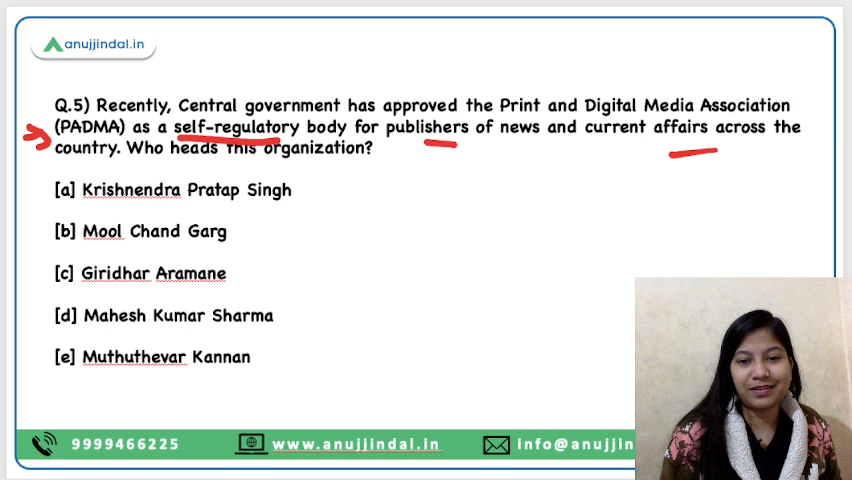 anujjindal.in
Q.5) Recently, Central government has approved the Print and Digital Media Association
(PADMA) as a self-regulatory body for publishers of news and current affairs across the
country. Who heads this organization?
[a] Krishnendra Pratap Singh
[b] Mool Chand Garg
[c] Giridhar Aramane
[d] Mahesh Kumar Sharma
[e] Muthuthevar Kannan
9999466225 www.anujjindal.in info@anujjin